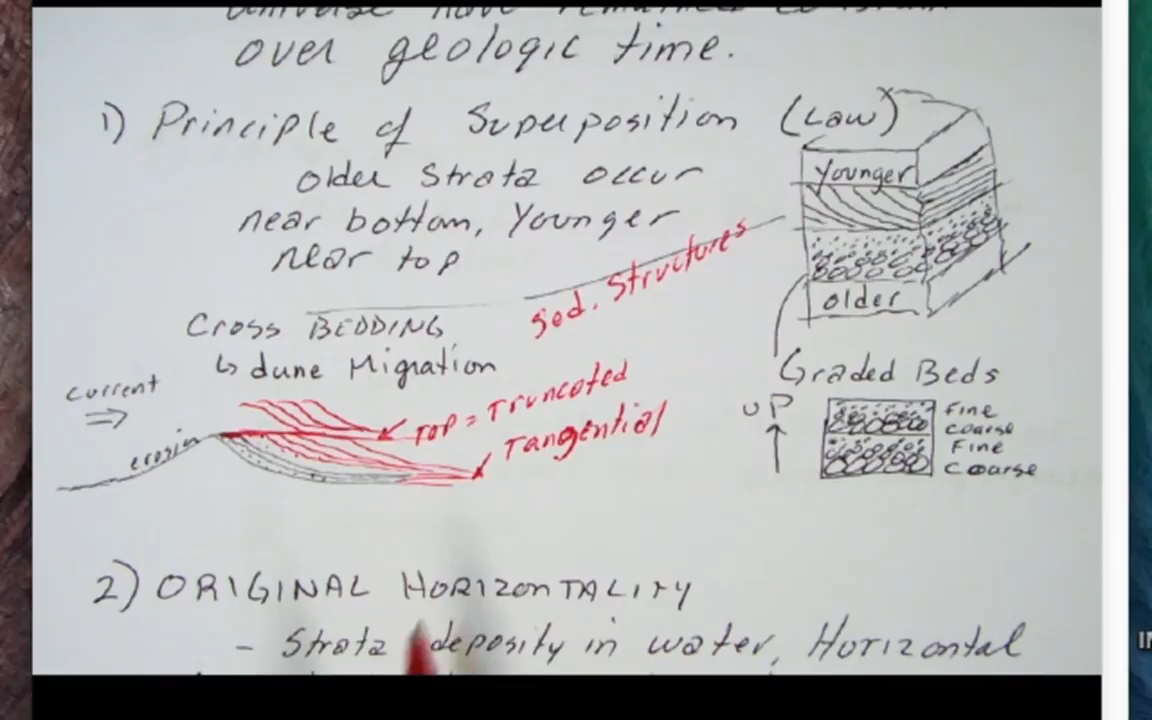 over geologic time.
1) Principle of Superposition (Law)
older Strata occur
near bottom, Younger
near top
Younger
older
Sed. Structures
Cross BEDDING
↳ dune Migration
Current
erosion
TOP = Truncated
Tangential
Graded Beds
UP
Fine
Coarse
Fine
Coarse
2) ORIGINAL HORIZONTALITY
- Strata deposity in water, Horizontal